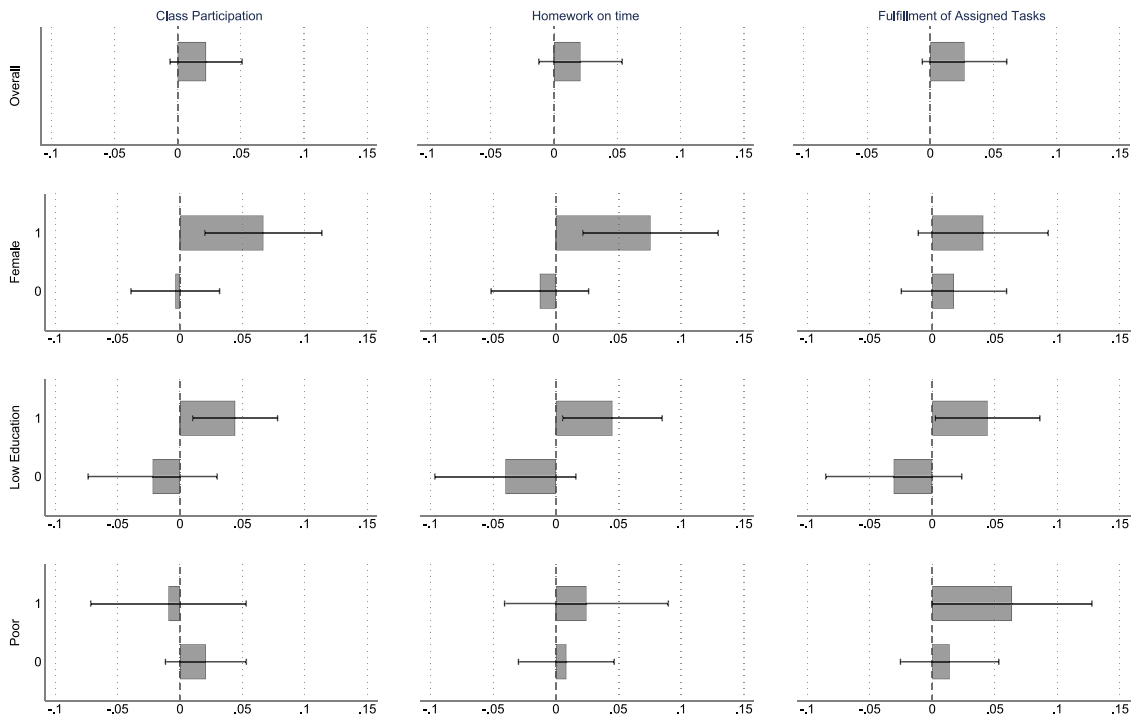 Class Participation Homework on time Fulfillment of Assigned Tasks
Overall
-.1 -.05 0 .05 .1 .15 -.1 -.05 0 .05 .1 .15 -.1 -.05 0 .05 .1 .15
Female
1
0
-.1 -.05 0 .05 .1 .15 -.1 -.05 0 .05 .1 .15 -.1 -.05 0 .05 .1 .15
Low Education
1
0
-.1 -.05 0 .05 .1 .15 -.1 -.05 0 .05 .1 .15 -.1 -.05 0 .05 .1 .15
Poor
1
0
-.1 -.05 0 .05 .1 .15 -.1 -.05 0 .05 .1 .15 -.1 -.05 0 .05 .1 .15